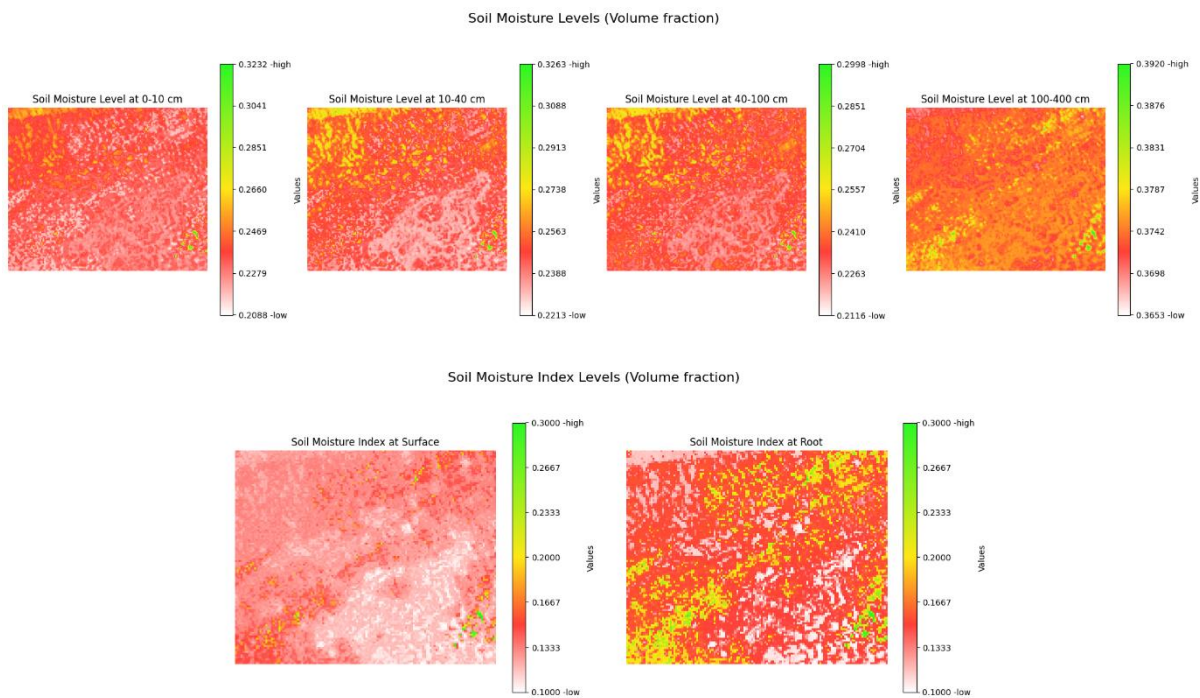 Soil Moisture Levels (Volume fraction)
Soil Moisture Level at 0-10 cm
0.3232 -high
0.3041
0.2851
0.2660
0.2469
0.2279
0.2088 -low
Values
Soil Moisture Level at 10-40 cm
0.3263 -high
0.3088
0.2913
0.2738
0.2563
0.2388
0.2213 -low
Values
Soil Moisture Level at 40-100 cm
0.2998 -high
0.2851
0.2704
0.2557
0.2410
0.2263
0.2116 -low
Values
Soil Moisture Level at 100-400 cm
0.3920 -high
0.3876
0.3831
0.3787
0.3742
0.3698
0.3653 -low
Values
Soil Moisture Index Levels (Volume fraction)
Soil Moisture Index at Surface
0.3000 -high
0.2667
0.2333
0.2000
0.1667
0.1333
0.1000 -low
Values
Soil Moisture Index at Root
0.3000 -high
0.2667
0.2333
0.2000
0.1667
0.1333
0.1000 -low
Values